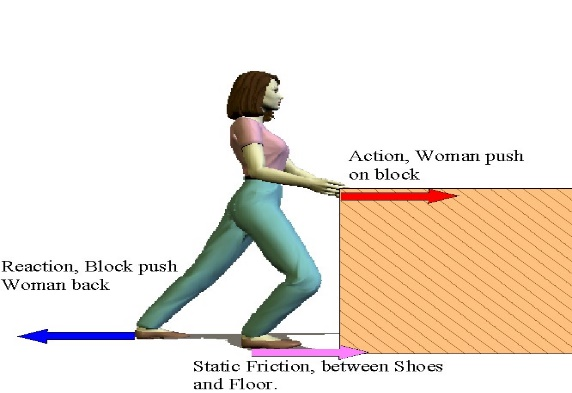 Action, Woman push
on block
Reaction, Block push
Woman back
Static Friction, between Shoes
and Floor.